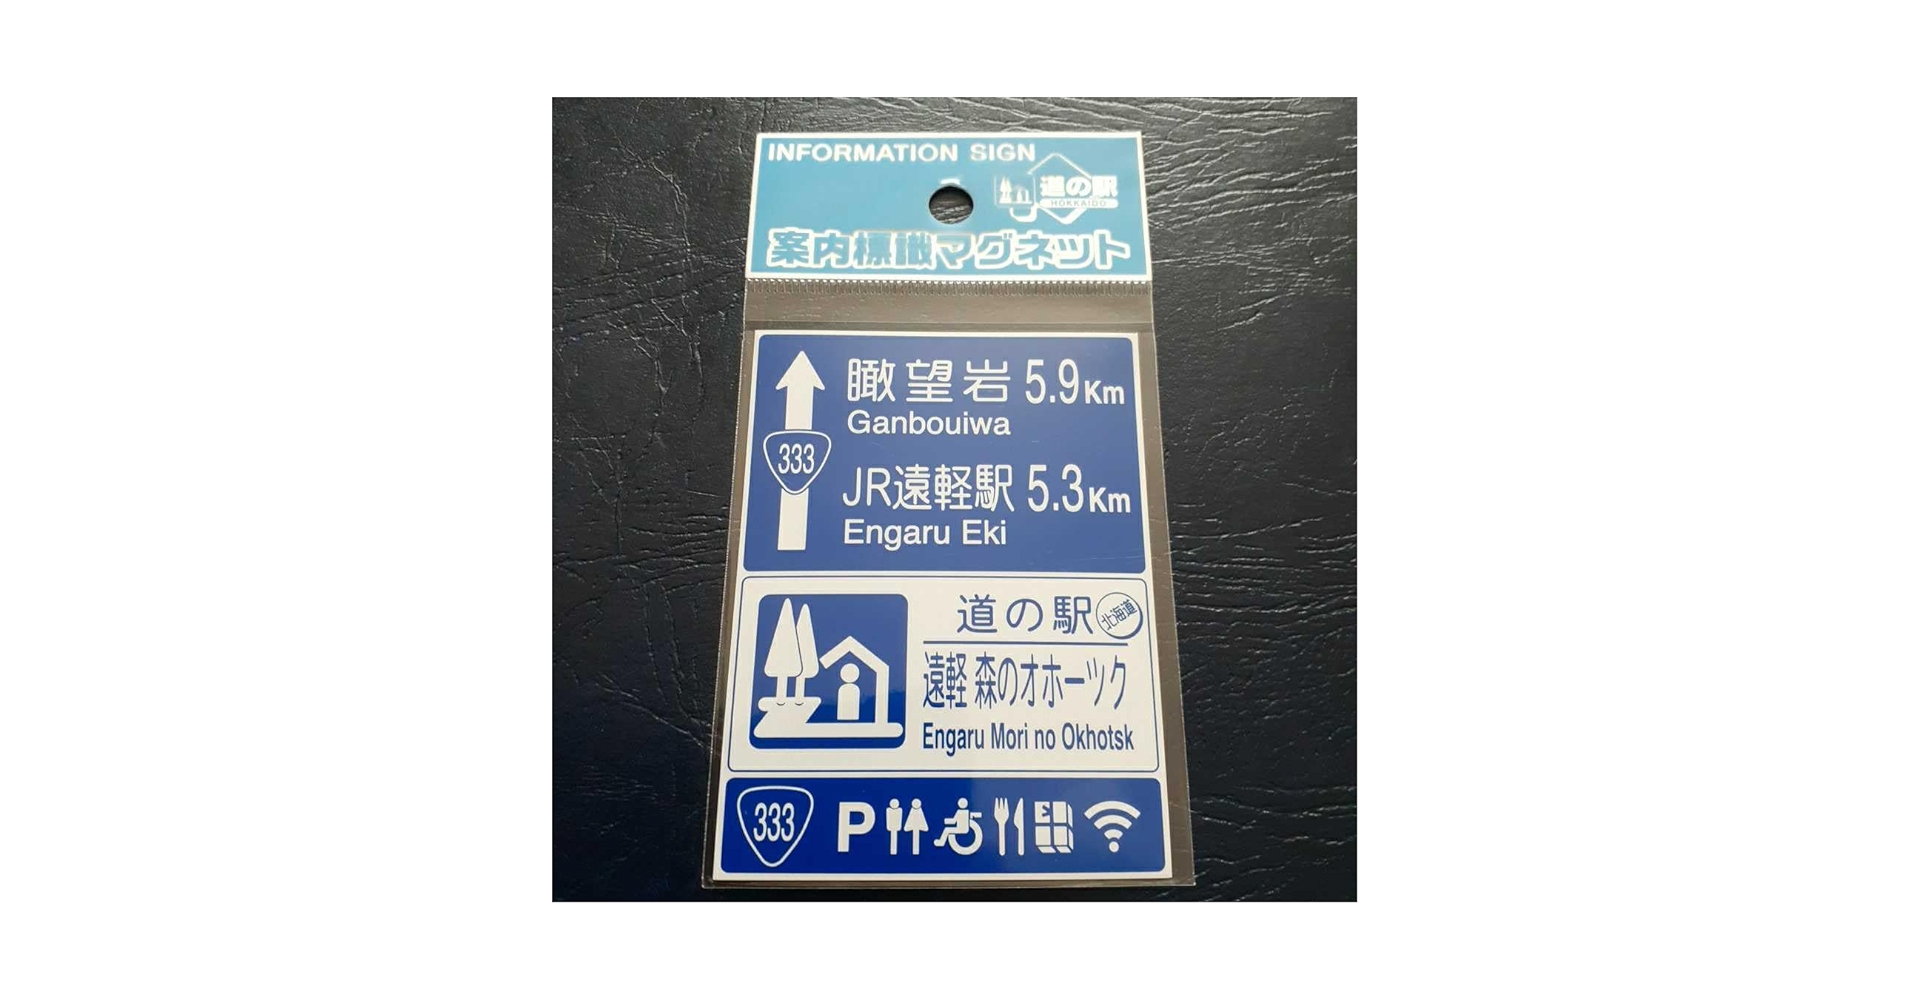 INFORMATION SIGN
道の駅
HOKKAIDO
案内標識マグネット
瞰望岩 5.9Km
Ganbouiwa
333
JR遠軽駅 5.3Km
Engaru Eki
道の駅 北海道
遠軽 森のオホーツク
Engaru Mori no Okhotsk
333 P